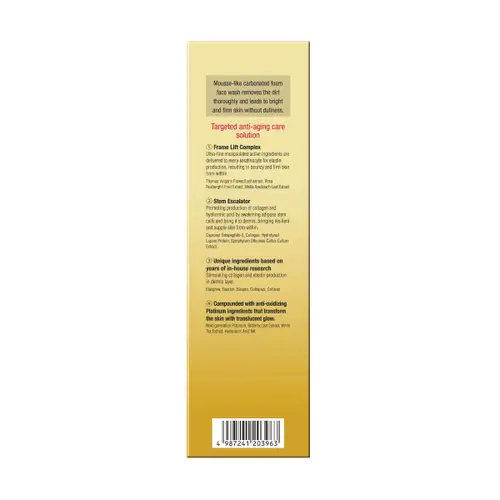 Mousse-like carbonated foam
face wash removes the dirt
thoroughly and leads to bright
and firm skin without dullness.
Targeted anti-aging care
solution
① Frame Lift Complex
Ultra-fine encapsulated active ingredients are
delivered to every
production, resulting in bouncy and firm skin
from within.
② Stem Escalator
Promoting production of collagen and
hyaluronic acid by awakening adipose stem
cells and bring it to dermis, bringing resilient
and supple skin from within.
③ Unique ingredients based on
years of in-house research
Stimulating collagen and elastin production
in dermis layer.
④ Compounded with anti-oxidizing
Platinum ingredients that transform
the skin with translucent glow.
4 987241 203963